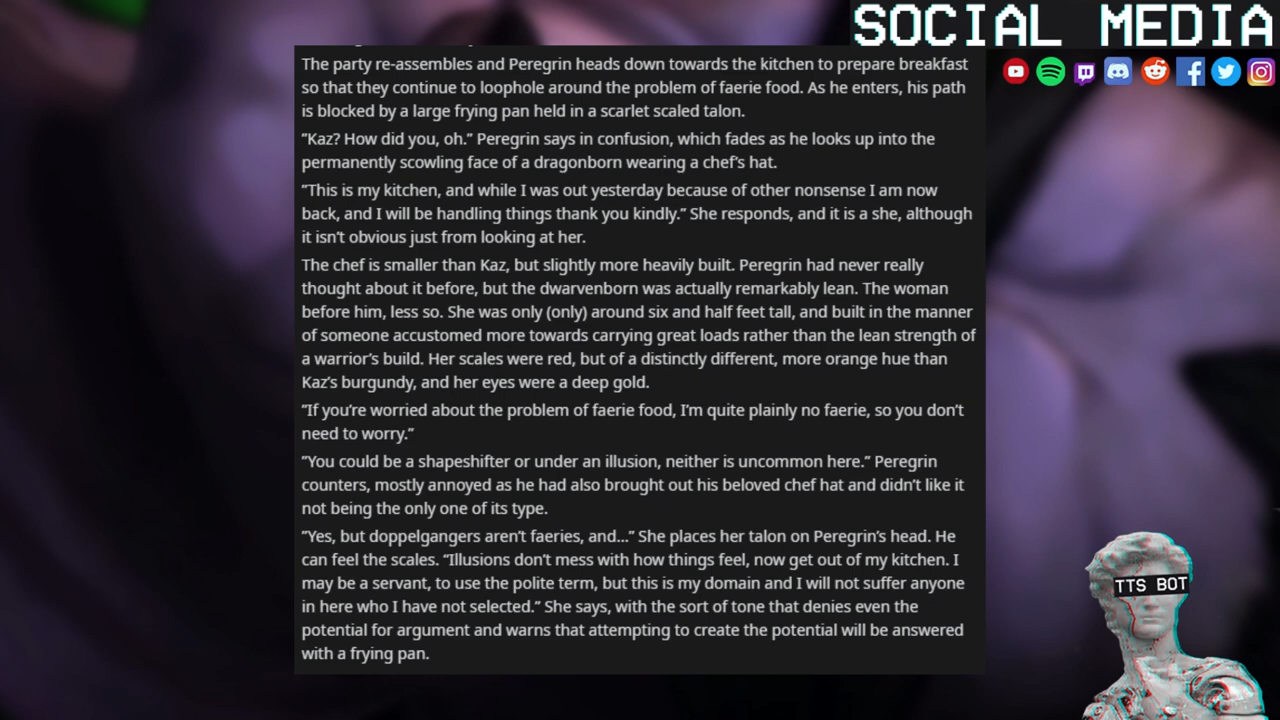 SOCIAL MEDIA
The party re-assembles and Peregrin heads down towards the kitchen to prepare breakfast
so that they continue to loophole around the problem of faerie food. As he enters, his path
is blocked by a large frying pan held in a scarlet scaled talon.
“Kaz? How did you, oh.” Peregrin says in confusion, which fades as he looks up into the
permanently scowling face of a dragonborn wearing a chef’s hat.
“This is my kitchen, and while I was out yesterday because of other nonsense I am now
back, and I will be handling things thank you kindly.” She responds, and it is a she, although
it isn’t obvious just from looking at her.
The chef is smaller than Kaz, but slightly more heavily built. Peregrin had never really
thought about it before, but the dwarvenborn was actually remarkably lean. The woman
before him, less so. She was only (only) around six and half feet tall, and built in the manner
of someone accustomed more towards carrying great loads rather than the lean strength of
a warrior’s build. Her scales were red, but of a distinctly different, more orange hue than
Kaz’s burgundy, and her eyes were a deep gold.
“If you’re worried about the problem of faerie food, I’m quite plainly no faerie, so you don’t
need to worry.”
“You could be a shapeshifter or under an illusion, neither is uncommon here.” Peregrin
counters, mostly annoyed as he had also brought out his beloved chef hat and didn’t like it
not being the only one of its type.
“Yes, but doppelgangers aren’t faeries, and...” She places her talon on Peregrin’s head. He
can feel the scales. “Illusions don’t mess with how things feel, now get out of my kitchen. I
may be a servant, to use the polite term, but this is my domain and I will not suffer anyone
in here who I have not selected.” She says, with the sort of tone that denies even the
potential for argument and warns that attempting to create the potential will be answered
with a frying pan.
TTS BOT